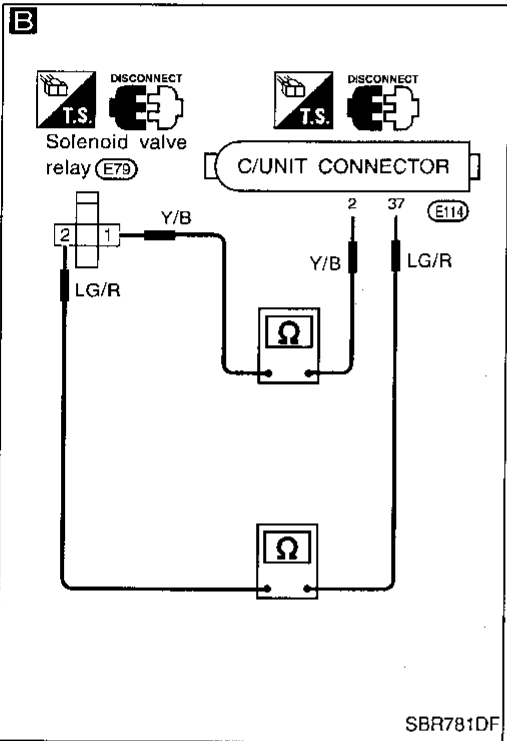 B
DISCONNECT
T.S.
DISCONNECT
T.S.
Solenoid valve
relay E79
C/UNIT CONNECTOR
2 37
E114
2 1
Y/B
Y/B
LG/R
LG/R
Ω
Ω
SBR781DF